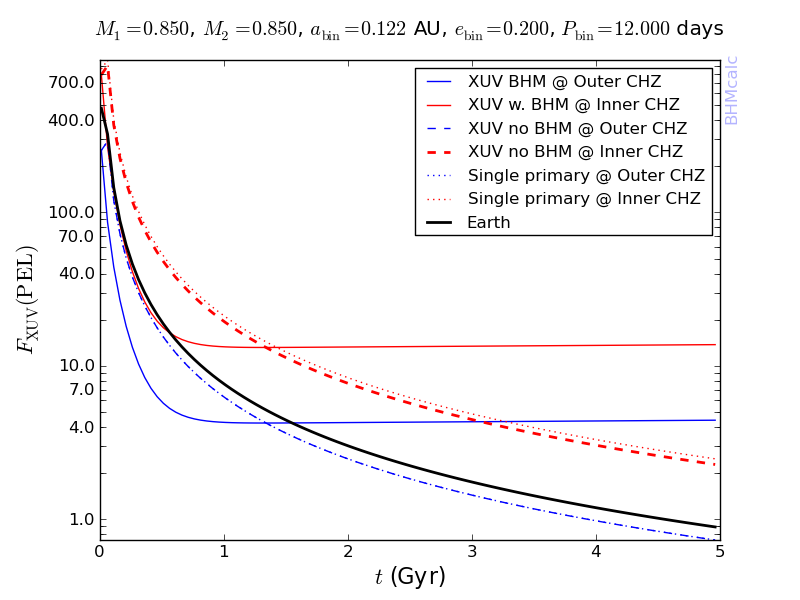 M₁=0.850, M₂=0.850, a_bin=0.122 AU, e_bin=0.200, P_bin=12.000 days
BHMcalc
XUV BHM @ Outer CHZ
XUV w. BHM @ Inner CHZ
XUV no BHM @ Outer CHZ
XUV no BHM @ Inner CHZ
Single primary @ Outer CHZ
Single primary @ Inner CHZ
Earth
F_XUV(PEL)
700.0
400.0
100.0
70.0
40.0
10.0
7.0
4.0
1.0
0 1 2 3 4 5
t (Gyr)